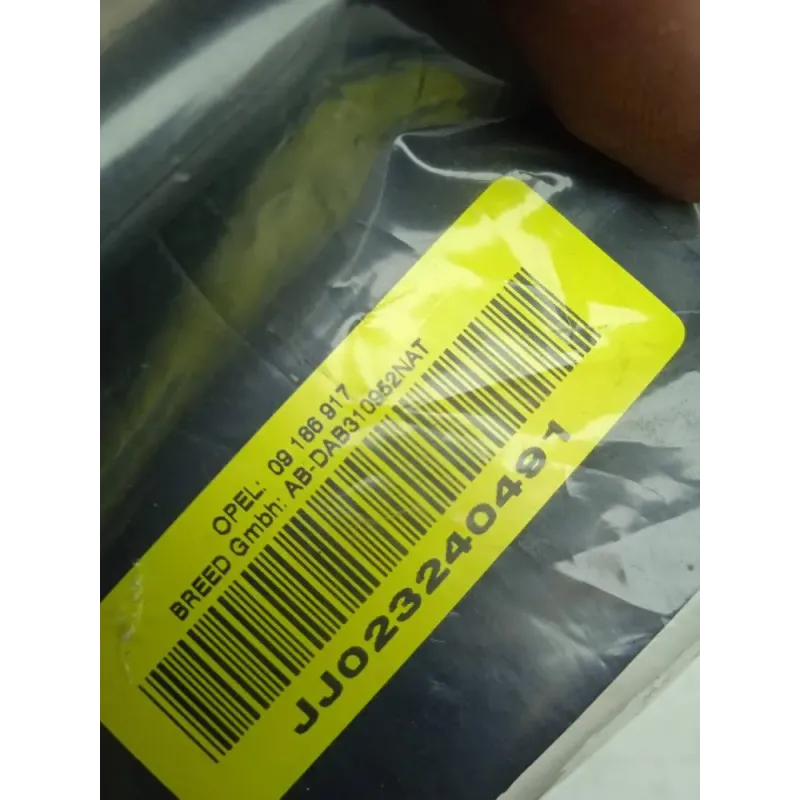 OPEL: 09 186 917
BREED Gmbh: AB-DAB310952NAT
JJ023240491